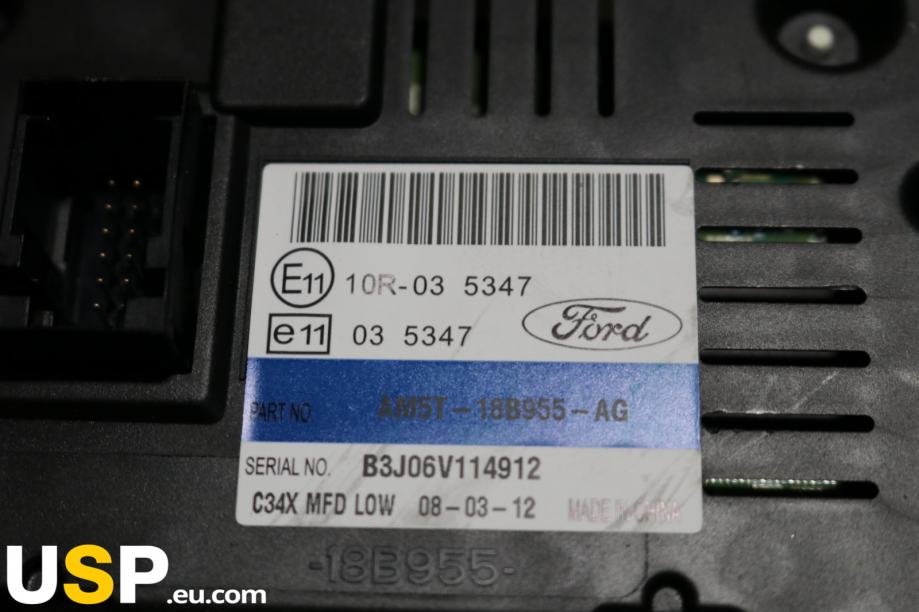 E11 10R-03 5347
e11 03 5347
Ford
PART NO AM5T-18B955-AG
SERIAL NO. B3J06V114912
C34X MFD LOW 08-03-12 MADE IN CHINA
-18B955-
USP.eu.com